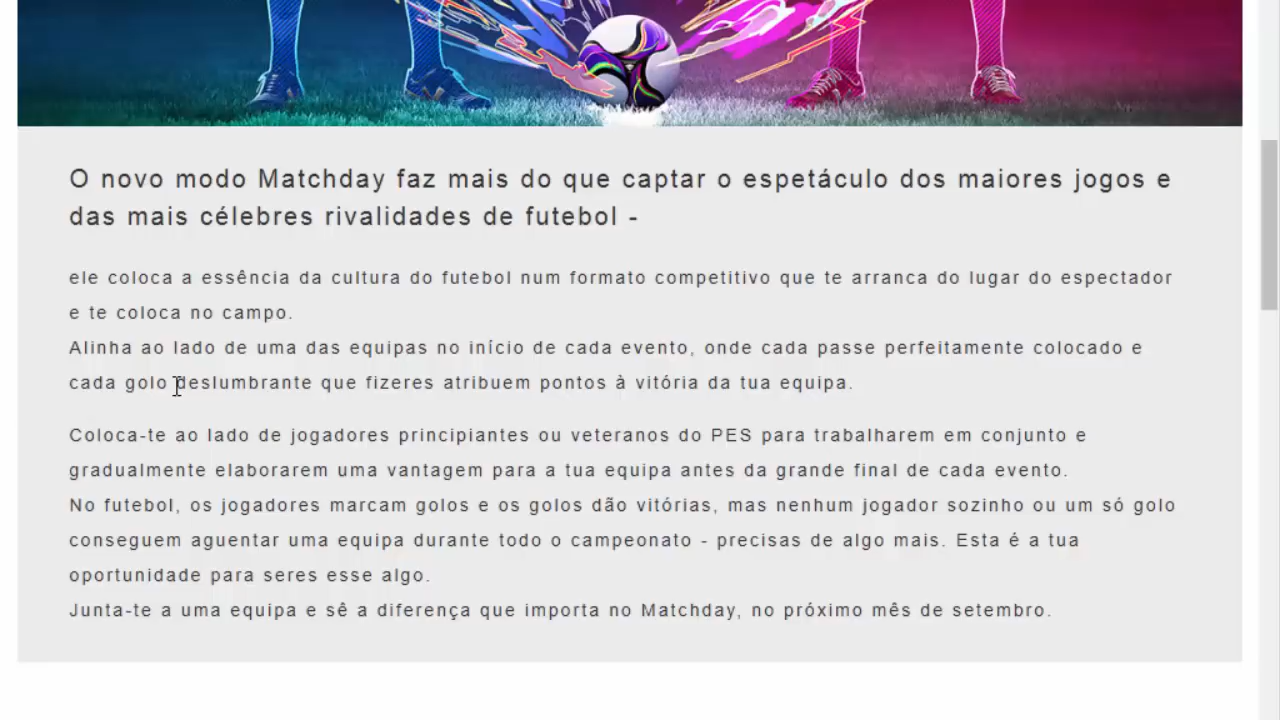 O novo modo Matchday faz mais do que captar o espetáculo dos maiores jogos e
das mais célebres rivalidades de futebol -
ele coloca a essência da cultura do futebol num formato competitivo que te arranca do lugar do espectador
e te coloca no campo.
Alinha ao lado de uma das equipas no início de cada evento, onde cada passe perfeitamente colocado e
cada golo deslumbrante que fizeres atribuem pontos à vitória da tua equipa.
Coloca-te ao lado de jogadores principiantes ou veteranos do PES para trabalharem em conjunto e
gradualmente elaborarem uma vantagem para a tua equipa antes da grande final de cada evento.
No futebol, os jogadores marcam golos e os golos dão vitórias, mas nenhum jogador sozinho ou um só golo
conseguem aguentar uma equipa durante todo o campeonato - precisas de algo mais. Esta é a tua
oportunidade para seres esse algo.
Junta-te a uma equipa e sê a diferença que importa no Matchday, no próximo mês de setembro.